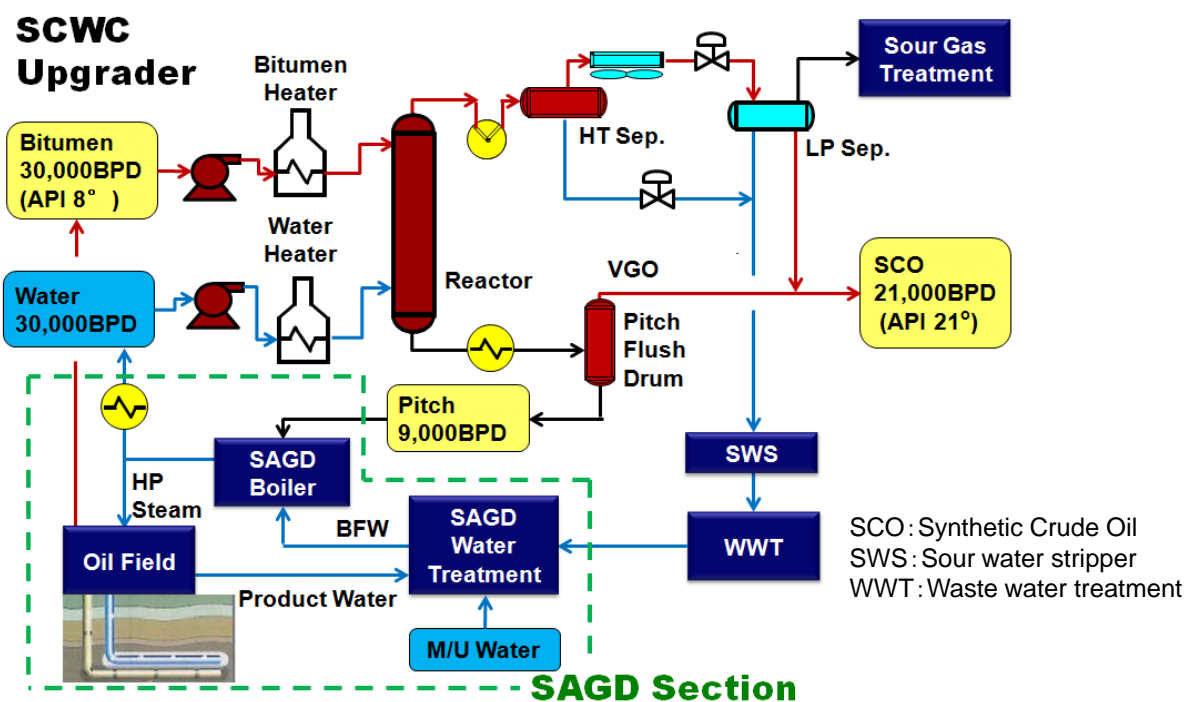 SCWC
Upgrader
Bitumen
Heater
Sour Gas
Treatment
HT Sep.
LP Sep.
Bitumen
30,000BPD
(API 8° )
Water
Heater
Water
30,000BPD
Reactor
VGO
SCO
21,000BPD
(API 21°)
Pitch
Flush
Drum
Pitch
9,000BPD
SAGD
Boiler
SWS
HP
Steam
BFW
SAGD
Water
Treatment
WWT
Oil Field
Product Water
M/U Water
SCO:Synthetic Crude Oil
SWS:Sour water stripper
WWT:Waste water treatment
SAGD Section